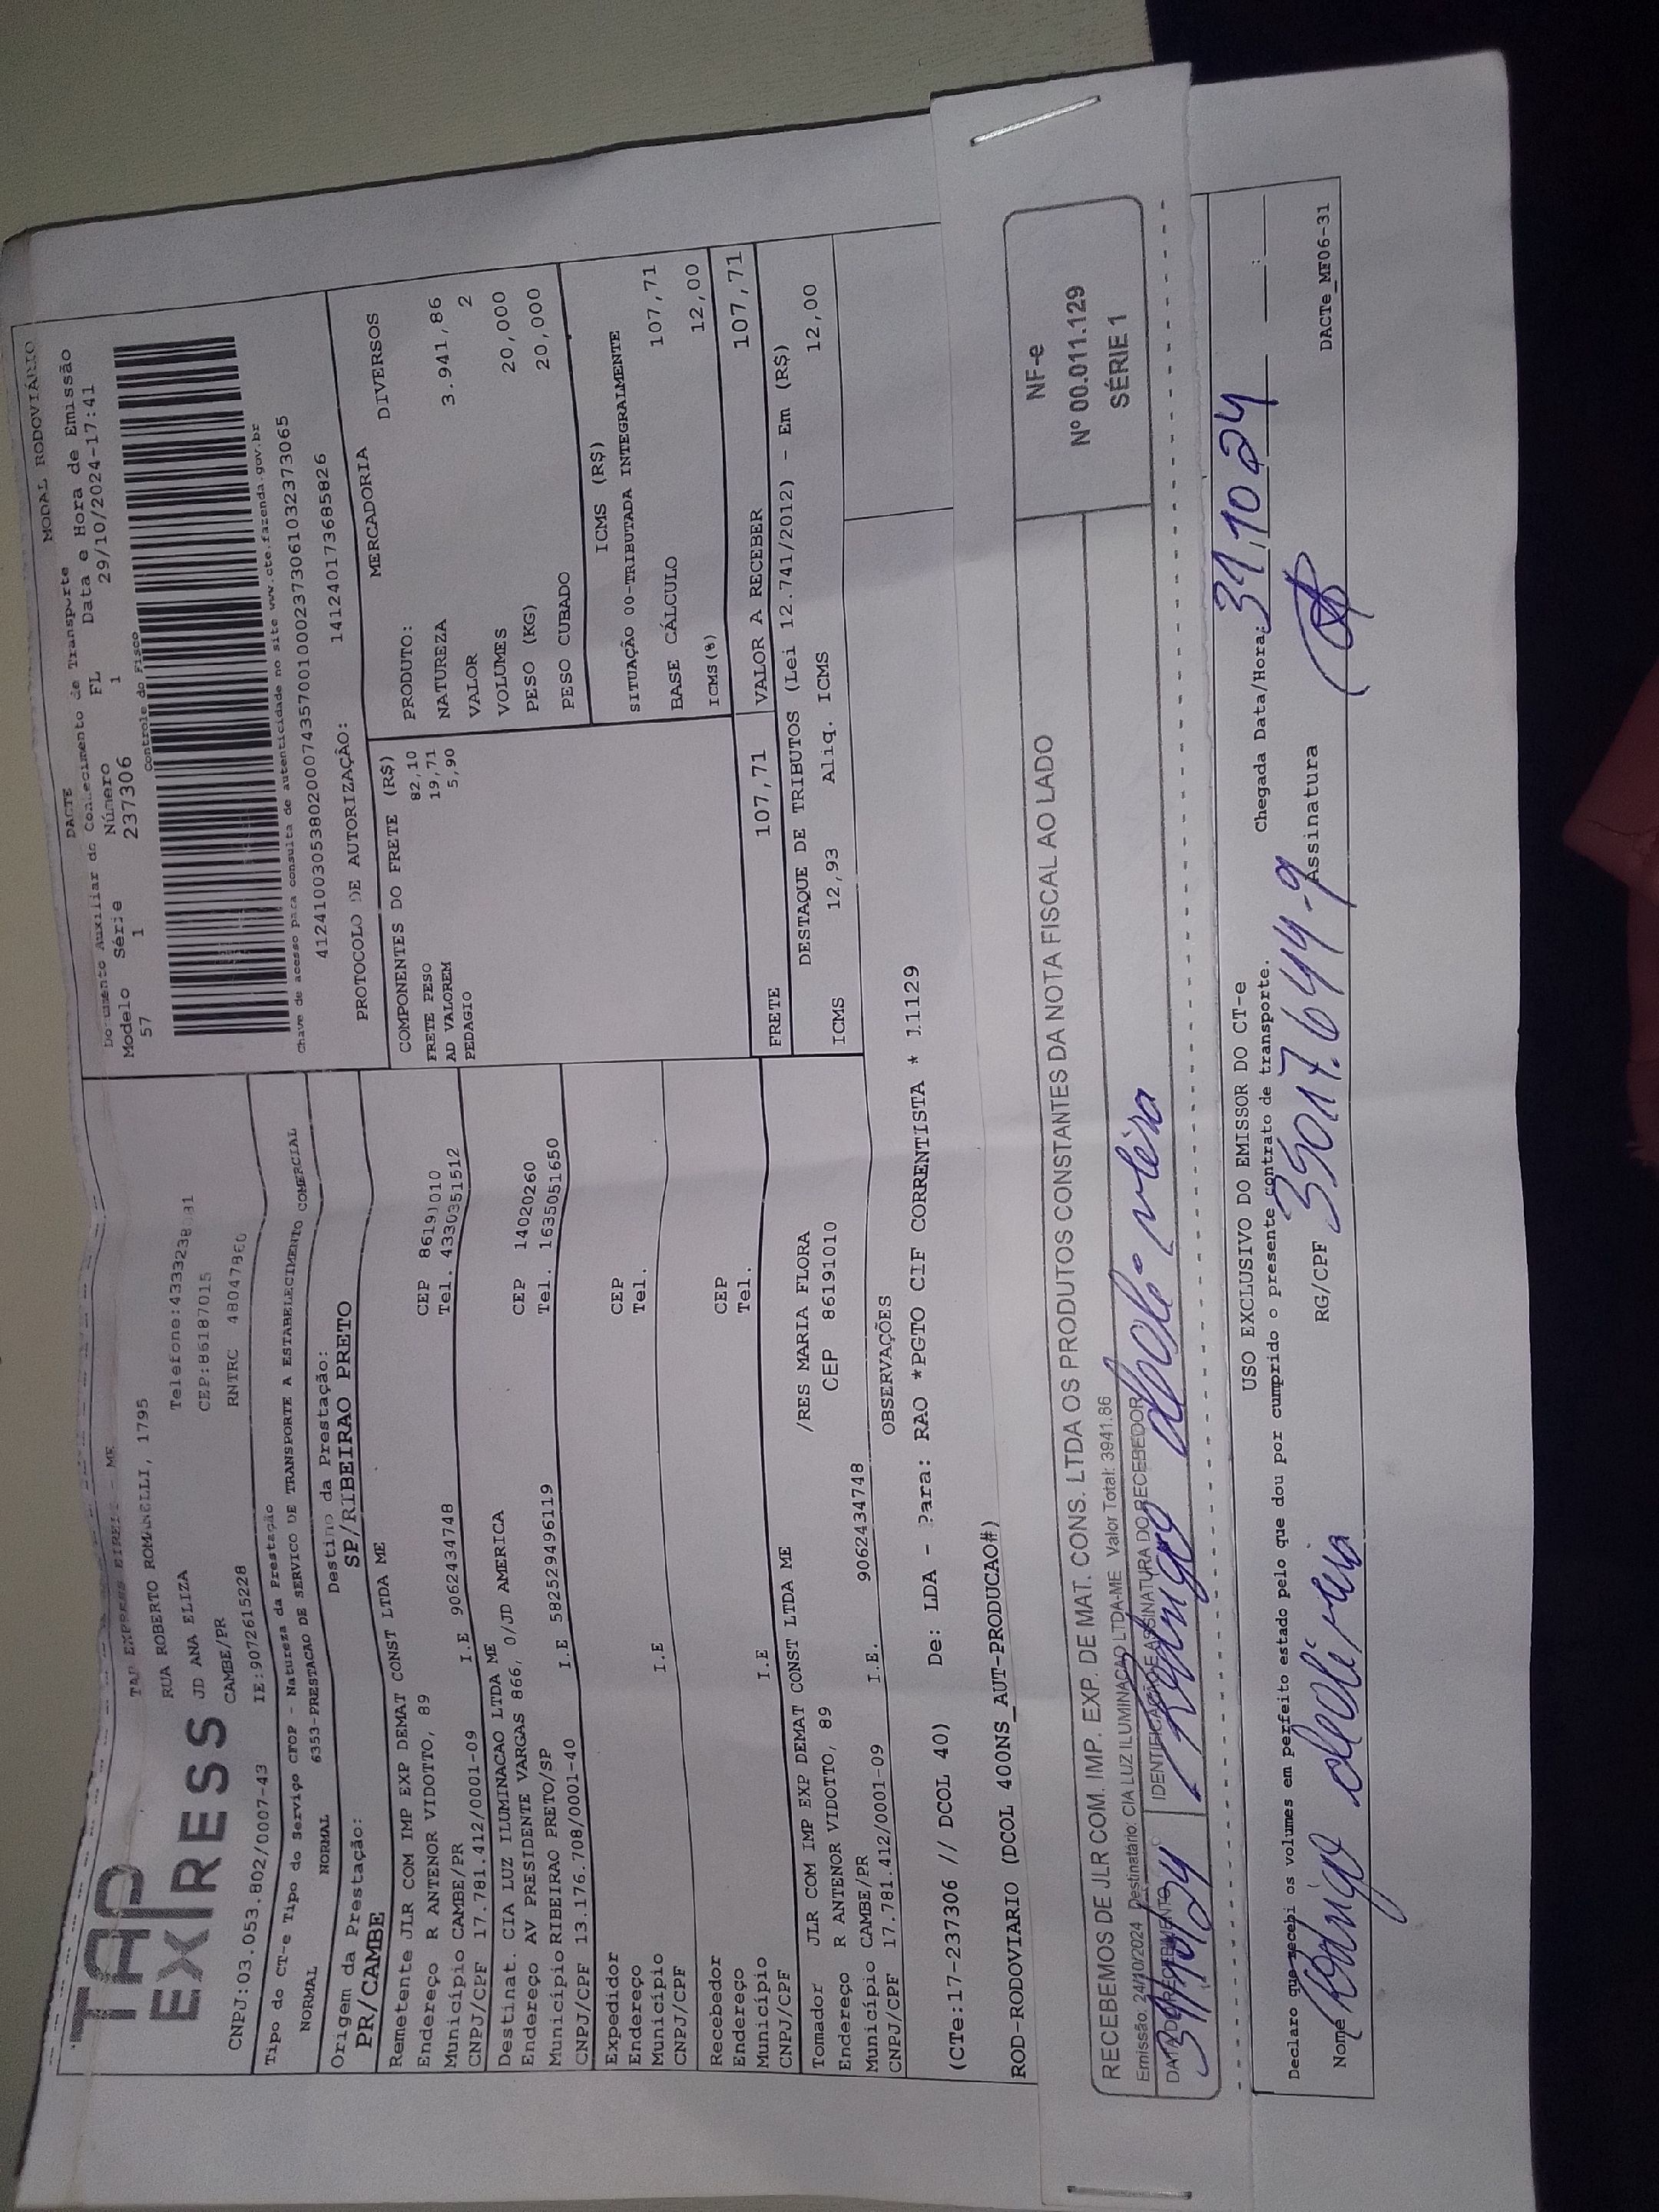 TAP EXPRESS
TAP EXPRESS EIRELI - ME
RUA ROBERTO ROMANELLI, 1795
JD ANA ELIZA
CAMBE/PR
Telefone:
CEP:86187015
RNTRC 48047860
CNPJ:03.053.802/0007-43 IE:9072615228
Tipo do CT-e Tipo do Serviço CFOP - Natureza da Prestação
NORMAL NORMAL 6353-PRESTACAO DE SERVICO DE TRANSPORTE A ESTABELECIMENTO COMERCIAL
Origem da Prestação: Destino da Prestação:
PR/CAMBE SP/RIBEIRAO PRETO
MODAL RODOVIÁRIO
DACTE
Documento Auxiliar do Conhecimento de Transporte
Modelo Série Número FL Data e Hora de Emissão
57 1 237306 1 29/10/2024-17:41
Controle do Fisco
Chave de acesso para consulta de autenticidade no site www.cte.fazenda.gov.br
41241003053802000743570010002373061032373065
PROTOCOLO DE AUTORIZAÇÃO: 141240173685826
Remetente JLR COM IMP EXP DEMAT CONST LTDA ME
Endereço R ANTENOR VIDOTTO, 89 CEP 86191010
Município CAMBE/PR Tel. 4330351512
CNPJ/CPF 17.781.412/0001-09 I.E 9062434748
Destinat. CIA LUZ ILUMINACAO LTDA ME
Endereço AV PRESIDENTE VARGAS 866, 0/JD AMERICA CEP 14020260
Município RIBEIRAO PRETO/SP Tel. 1635051650
CNPJ/CPF 13.176.708/0001-40 I.E 582529496119
Expedidor
Endereço CEP
Município Tel.
CNPJ/CPF I.E
Recebedor
Endereço CEP
Município Tel.
CNPJ/CPF I.E
Tomador JLR COM IMP EXP DEMAT CONST LTDA ME
Endereço R ANTENOR VIDOTTO, 89 /RES MARIA FLORA
Município CAMBE/PR CEP 86191010
CNPJ/CPF 17.781.412/0001-09 I.E. 9062434748
COMPONENTES DO FRETE (R$)
FRETE PESO 82,10
AD VALOREM 19,71
PEDAGIO 5,90
MERCADORIA
PRODUTO: DIVERSOS
NATUREZA
VALOR 3.941,86
VOLUMES 2
PESO (KG) 20,000
PESO CUBADO 20,000
ICMS (R$)
SITUAÇÃO 00-TRIBUTADA INTEGRALMENTE
BASE CÁLCULO 107,71
ICMS(%) 12,00
FRETE 107,71 VALOR A RECEBER 107,71
DESTAQUE DE TRIBUTOS (Lei 12.741/2012) - Em (R$)
ICMS 12,93 Aliq. ICMS 12,00
OBSERVAÇÕES
(CTe:17-237306 // DCOL 40) De: LDA - Para: RAO *PGTO CIF CORRENTISTA * 11129
ROD-RODOVIARIO (DCOL 400NS_AUT-PRODUCAO#)
RECEBEMOS DE JLR COM. IMP. EXP. DE MAT. CONS. LTDA OS PRODUTOS CONSTANTES DA NOTA FISCAL AO LADO
Emissão: 24/10/2024 Destinatário: CIA LUZ ILUMINACAO LTDA-ME Valor Total: 3941.86
DATA DO RECEBIMENTO IDENTIFICAÇÃO E ASSINATURA DO RECEBEDOR
31/10/24 Rodrigo de oliveira
NF-e
Nº 00.011.129
SÉRIE 1
USO EXCLUSIVO DO EMISSOR DO CT-e
Declaro que recebi os volumes em perfeito estado pelo que dou por cumprido o presente contrato de transporte. Chegada Data/Hora: 31/10/24
Nome Rodrigo de oliveira RG/CPF Assinatura
DACTe_MF06-31